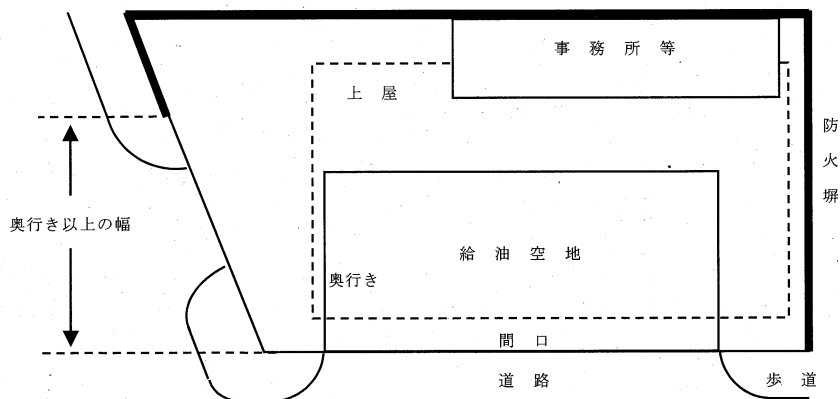 事務所等
上屋
防火塀
奥行き以上の幅
給油空地
奥行き
間口
道路
歩道